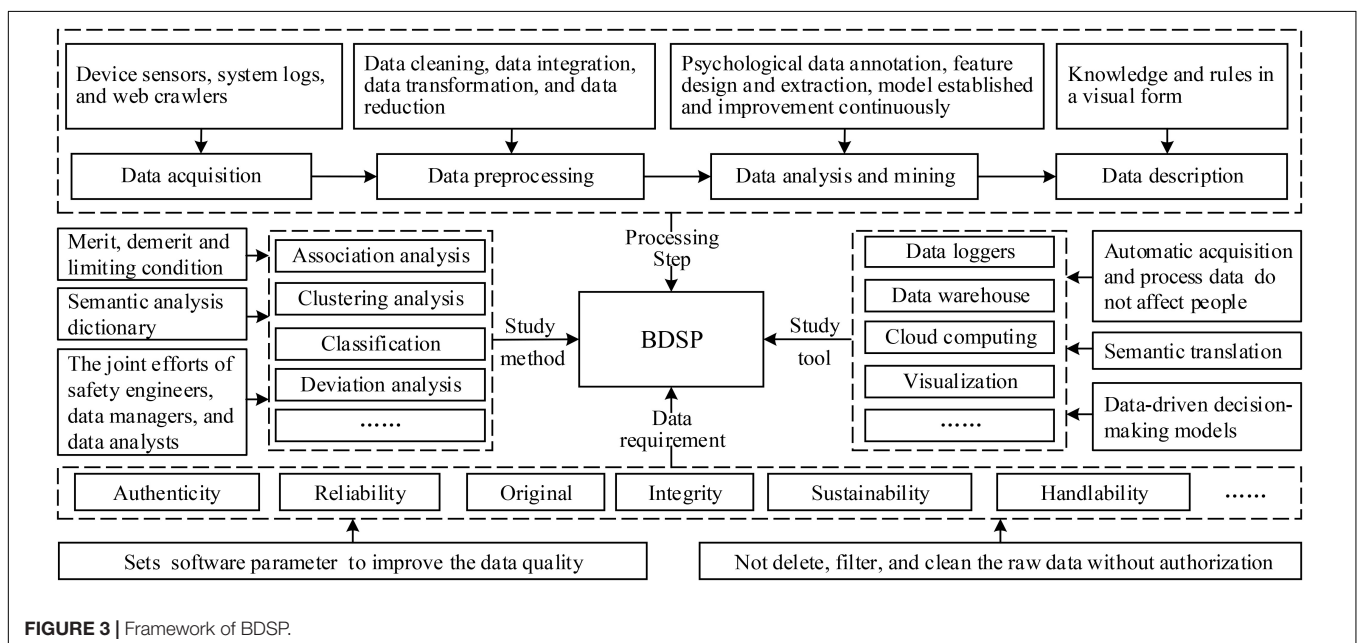 Device sensors, system logs,
and web crawlers
Data cleaning, data integration,
data transformation, and data
reduction
Psychological data annotation, feature
design and extraction, model established
and improvement continuously
Knowledge and rules in
a visual form
Data acquisition
Data preprocessing
Data analysis and mining
Data description
Processing
Step
Merit, demerit and
limiting condition
Semantic analysis
dictionary
The joint efforts of
safety engineers,
data managers, and
data analysts
Association analysis
Clustering analysis
Classification
Deviation analysis
……
Study
method
BDSP
Study
tool
Data loggers
Data warehouse
Cloud computing
Visualization
……
Automatic acquisition
and process data do
not affect people
Semantic translation
Data-driven decision-
making models
Data
requirement
Authenticity
Reliability
Original
Integrity
Sustainability
Handlability
……
Sets software parameter to improve the data quality
Not delete, filter, and clean the raw data without authorization
FIGURE 3 | Framework of BDSP.